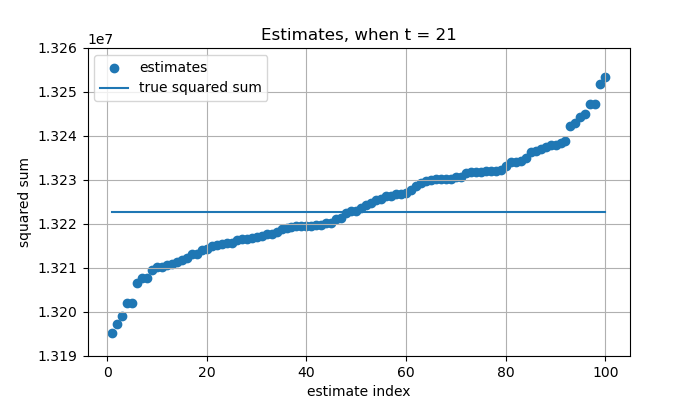 Estimates, when t = 21
1e7
1.326
1.325
1.324
1.323
1.322
1.321
1.320
1.319
squared sum
estimates
true squared sum
0 20 40 60 80 100
estimate index